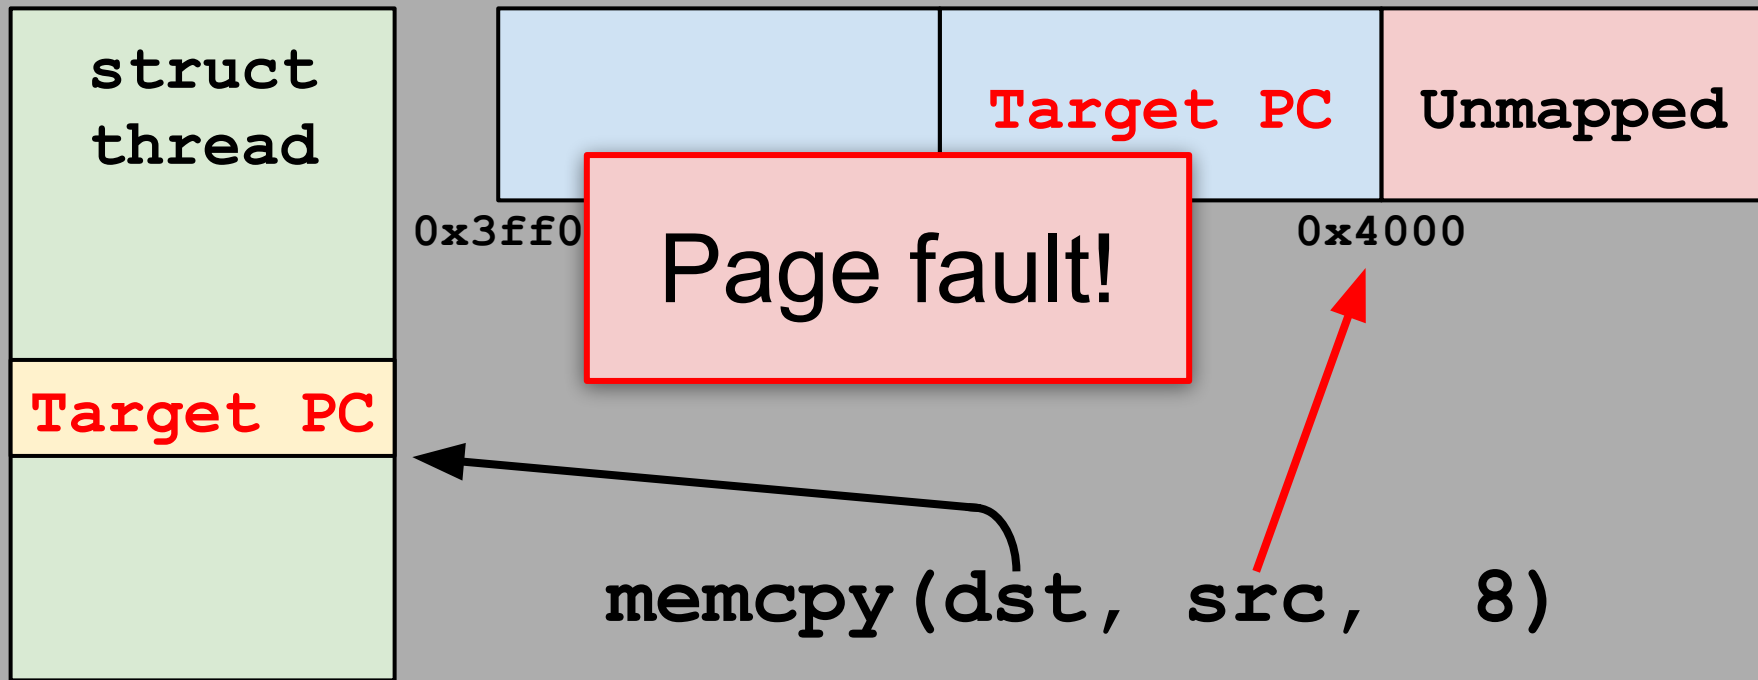 struct
thread
Target PC
Unmapped
0x3ff0
0x4000
Page fault!
Target PC
memcpy(dst, src, 8)